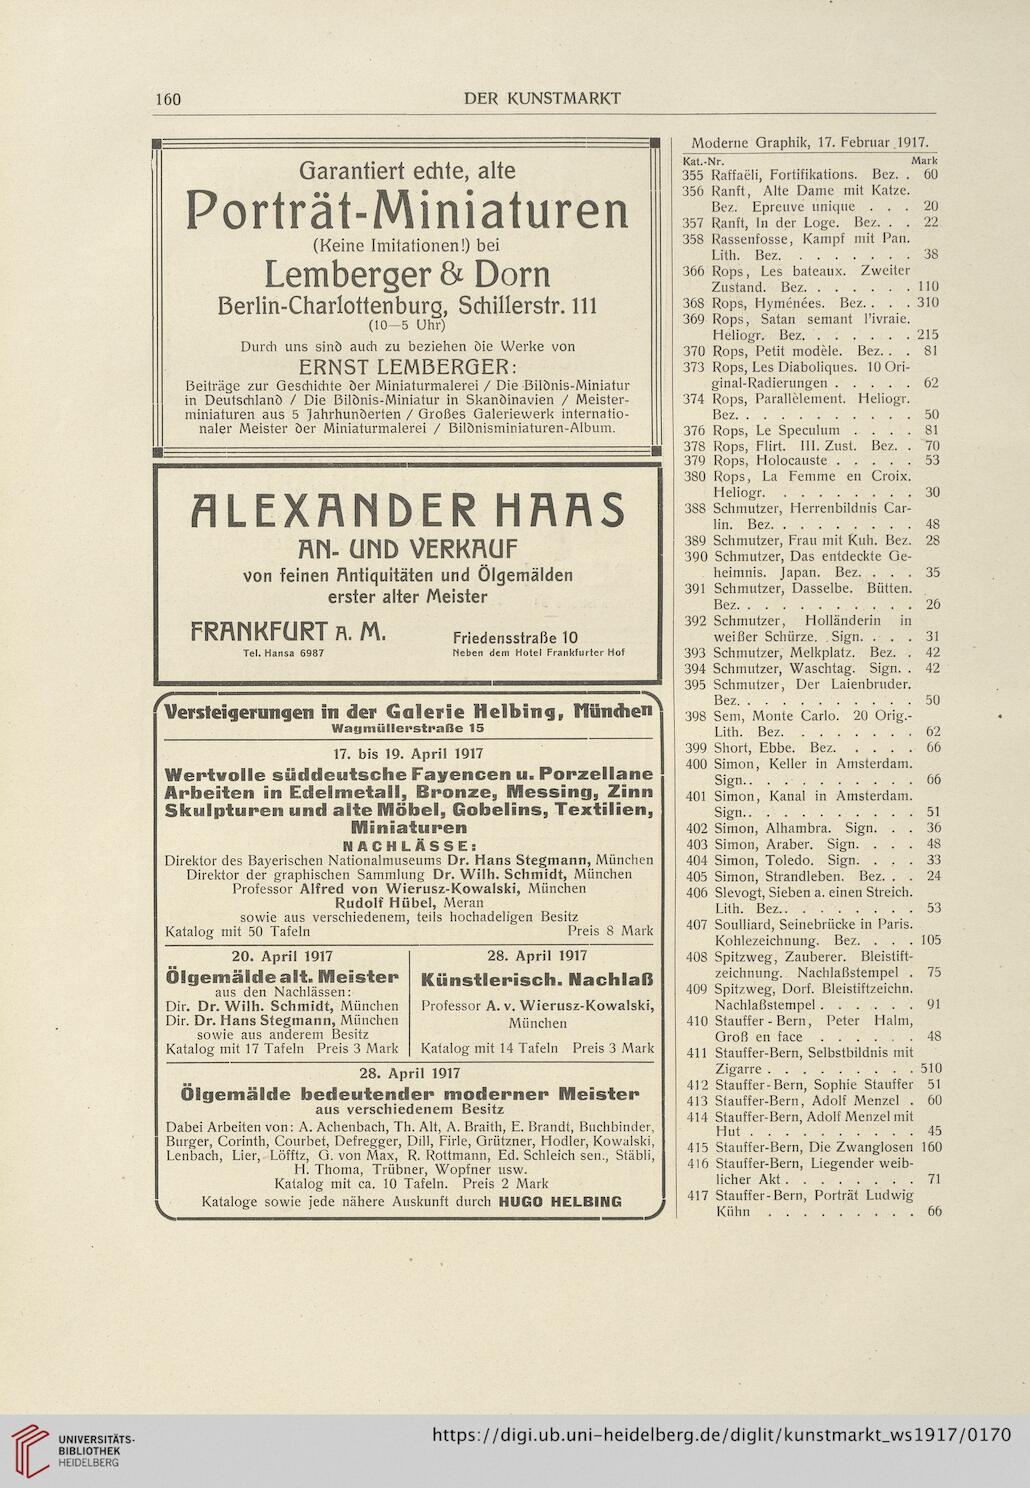 160
DER KUNSTMARKT
Garantiert echte, alte
Porträt-Miniaturen
(Keine Imitationen!) bei
Lemberger & Dorn
Berlin-Charlottenburg, Schillerstr. 111
(10—5 Uhr)
Durch uns sind auch zu beziehen die Werke von
ERNST LEMBERGER:
Beiträge zur Geschichte der Miniaturmalerei / Die Bildnis-Miniatur
in Deutschland / Die Bildnis-Miniatur in Skandinavien / Meister-
miniaturen aus 5 Jahrhunderten / Großes Galeriewerk internatio-
naler Meister der Miniaturmalerei / Bildnisminiaturen-Album.
ALEXANDER HAAS
AN- UND VERKAUF
von feinen Antiquitäten und Ölgemälden
erster alter Meister
FRANKFURT A. M.
Friedensstraße 10
Tel. Hansa 6987
Neben dem Hotel Frankfurter Hof
Versteigerungen in der Galerie Helbing, München
Wagmüllerstraße 15
17. bis 19. April 1917
Wertvolle süddeutsche Fayencen u. Porzellane
Arbeiten in Edelmetall, Bronze, Messing, Zinn
Skulpturen und alte Möbel, Gobelins, Textilien,
Miniaturen
NACHLÄSSE:
Direktor des Bayerischen Nationalmuseums Dr. Hans Stegmann, München
Direktor der graphischen Sammlung Dr. Wilh. Schmidt, München
Professor Alfred von Wierusz-Kowalski, München
Rudolf Hübel, Meran
sowie aus verschiedenem, teils hochadeligen Besitz
Katalog mit 50 Tafeln Preis 8 Mark
20. April 1917
Ölgemälde alt. Meister
aus den Nachlässen:
Dir. Dr. Wilh. Schmidt, München
Dir. Dr. Hans Stegmann, München
sowie aus anderem Besitz
Katalog mit 17 Tafeln Preis 3 Mark
28. April 1917
Künstlerisch. Nachlaß
Professor A. v. Wierusz-Kowalski,
München
Katalog mit 14 Tafeln Preis 3 Mark
28. April 1917
Ölgemälde bedeutender moderner Meister
aus verschiedenem Besitz
Dabei Arbeiten von: A. Achenbach, Th. Alt, A. Braith, E. Brandt, Buchbinder,
Burger, Corinth, Courbet, Defregger, Dill, Firle, Grützner, Hodler, Kowalski,
Lenbach, Lier, Löfftz, G. von Max, R. Rottmann, Ed. Schleich sen., Stäbli,
H. Thoma, Trübner, Wopfner usw.
Katalog mit ca. 10 Tafeln. Preis 2 Mark
Kataloge sowie jede nähere Auskunft durch HUGO HELBING
Moderne Graphik, 17. Februar 1917.
Kat.-Nr. Mark
355 Raffaëli, Fortifikations. Bez. . 60
356 Ranft, Alte Dame mit Katze.
Bez. Epreuve unique . . . 20
357 Ranft, In der Loge. Bez. . . 22
358 Rassenfosse, Kampf mit Pan.
Lith. Bez. . . . . . . . 38
366 Rops, Les bateaux. Zweiter
Zustand. Bez. . . . . . . 110
368 Rops, Hyménées. Bez. . . . 310
369 Rops, Satan semant l'ivraie.
Heliogr. Bez. . . . . . . 215
370 Rops, Petit modèle. Bez. . . 81
373 Rops, Les Diaboliques. 10 Ori-
ginal-Radierungen . . . . . 62
374 Rops, Parallèlement. Heliogr.
Bez. . . . . . . . . . . 50
376 Rops, Le Speculum . . . . 81
378 Rops, Flirt. III. Zust. Bez. . 70
379 Rops, Holocauste . . . . . 53
380 Rops, La Femme en Croix.
Heliogr. . . . . . . . . 30
388 Schmutzer, Herrenbildnis Car-
lin. Bez. . . . . . . . . 48
389 Schmutzer, Frau mit Kuh. Bez. 28
390 Schmutzer, Das entdeckte Ge-
heimnis. Japan. Bez. . . . 35
391 Schmutzer, Dasselbe. Bütten.
Bez. . . . . . . . . . . 26
392 Schmutzer, Holländerin in
weißer Schürze. Sign. . . . 31
393 Schmutzer, Melkplatz. Bez. . 42
394 Schmutzer, Waschtag. Sign. . 42
395 Schmutzer, Der Laienbruder.
Bez. . . . . . . . . . . 50
398 Sem, Monte Carlo. 20 Orig.-
Lith. Bez. . . . . . . . 62
399 Short, Ebbe. Bez. . . . . 66
400 Simon, Keller in Amsterdam.
Sign. . . . . . . . . . 66
401 Simon, Kanal in Amsterdam.
Sign. . . . . . . . . . 51
402 Simon, Alhambra. Sign. . . 36
403 Simon, Araber. Sign. . . . 48
404 Simon, Toledo. Sign. . . . 33
405 Simon, Strandleben. Bez. . . 24
406 Slevogt, Sieben a. einen Streich.
Lith. Bez. . . . . . . . 53
407 Soulliard, Seinebrücke in Paris.
Kohlezeichnung. Bez. . . . 105
408 Spitzweg, Zauberer. Bleistift-
zeichnung. Nachlaßstempel . 75
409 Spitzweg, Dorf. Bleistiftzeichn.
Nachlaßstempel . . . . . . 91
410 Stauffer-Bern, Peter Halm,
Groß en face . . . . . . 48
411 Stauffer-Bern, Selbstbildnis mit
Zigarre . . . . . . . . . 510
412 Stauffer-Bern, Sophie Stauffer 51
413 Stauffer-Bern, Adolf Menzel . 60
414 Stauffer-Bern, Adolf Menzel mit
Hut . . . . . . . . . . 45
415 Stauffer-Bern, Die Zwanglosen 160
416 Stauffer-Bern, Liegender weib-
licher Akt . . . . . . . . 71
417 Stauffer-Bern, Porträt Ludwig
Kühn . . . . . . . . . 66
UNIVERSITÄTS-
BIBLIOTHEK
HEIDELBERG
https://digi.ub.uni-heidelberg.de/diglit/kunstmarkt_ws1917/0170